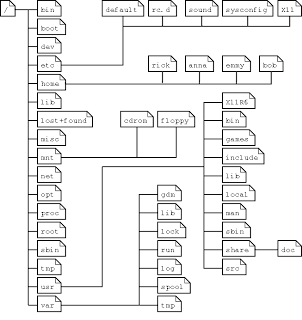 /
bin
default
rc.d
sound
sysconfig
X11
boot
dev
etc
rick
anna
emmy
bob
home
lib
X11R6
lost+found
cdrom
floppy
bin
misc
games
mnt
include
net
lib
opt
gdm
local
proc
lib
man
root
lock
sbin
sbin
run
share
doc
tmp
log
src
usr
spool
var
tmp